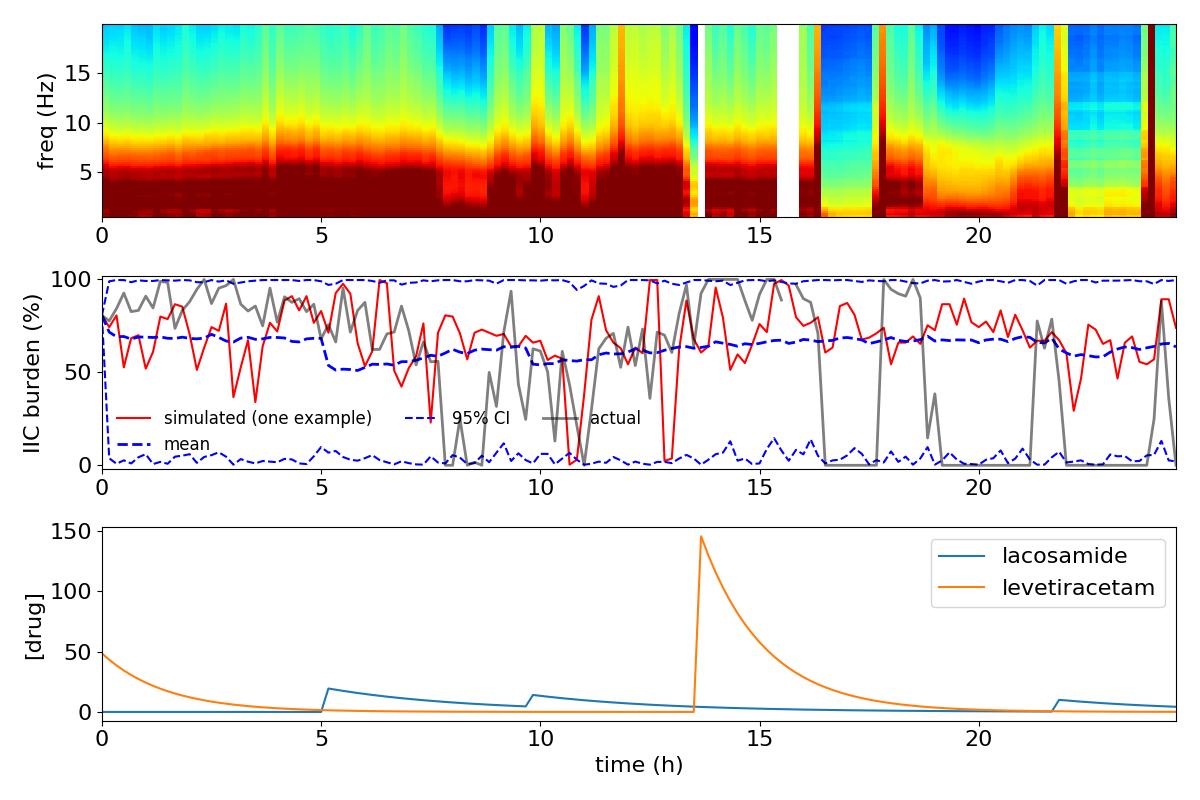 freq (Hz)
15
10
5
0 5 10 15 20
IIC burden (%)
100
50
0
simulated (one example) 95% CI actual
mean
0 5 10 15 20
[drug]
150
100
50
0
lacosamide
levetiracetam
0 5 10 15 20
time (h)